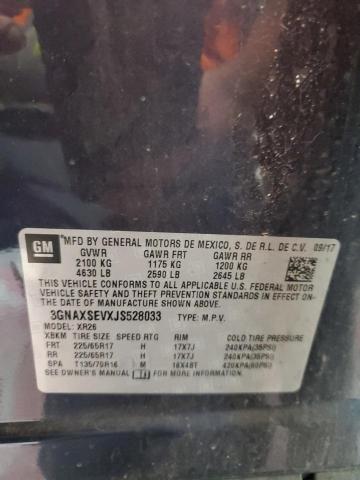 GM MFD BY GENERAL MOTORS DE MEXICO, S. DE R.L. DE C.V. 09/17
GVWR GAWR FRT GAWR RR
2100 KG 1175 KG 1200 KG
4630 LB 2590 LB 2645 LB
THIS VEHICLE CONFORMS TO ALL APPLICABLE U.S. FEDERAL
MOTOR VEHICLE SAFETY, BUMPER, AND THEFT PREVENTION
STANDARDS IN EFFECT ON THE
DATE OF MANUFACTURE SHOWN ABOVE.
3GNAXSEVXJS528033 TYPE: M.P.V.
MODEL: XR26
XBKM TIRE SIZE SPEED RTG RIM COLD TIRE PRESSURE
FRT 225/65R17 H 17X7J 240KPA(35PSI)
RR 225/65R17 H 17X7J 240KPA(35PSI)
SPA T135/70R16 M 16X4BT 420KPA(60PSI)
SEE OWNER'S MANUAL FOR ADDITIONAL INFORMATION